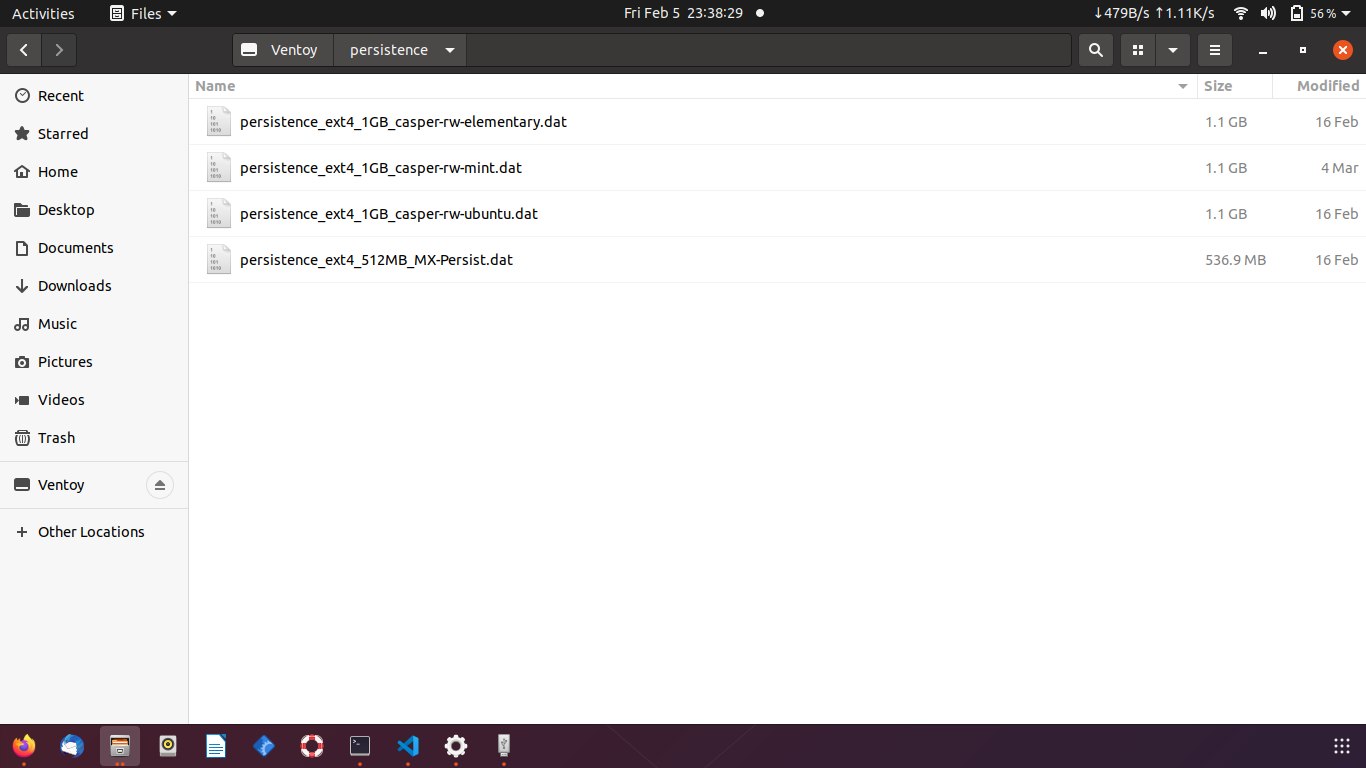 Activities Files Fri Feb 5 23:38:29 ↓479B/s ↑1.11K/s 56 %
Ventoy persistence
Name Size Modified
Recent
Starred
Home
Desktop
Documents
Downloads
Music
Pictures
Videos
Trash
Ventoy
Other Locations
persistence_ext4_1GB_casper-rw-elementary.dat 1.1 GB 16 Feb
persistence_ext4_1GB_casper-rw-mint.dat 1.1 GB 4 Mar
persistence_ext4_1GB_casper-rw-ubuntu.dat 1.1 GB 16 Feb
persistence_ext4_512MB_MX-Persist.dat 536.9 MB 16 Feb